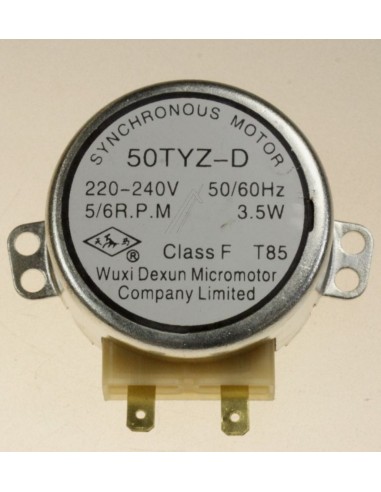 SYNCHRONOUS MOTOR
50TYZ-D
220-240V 50/60Hz
5/6R.P.M 3.5W
® Class F T85
Wuxi Dexun Micromotor
Company Limited